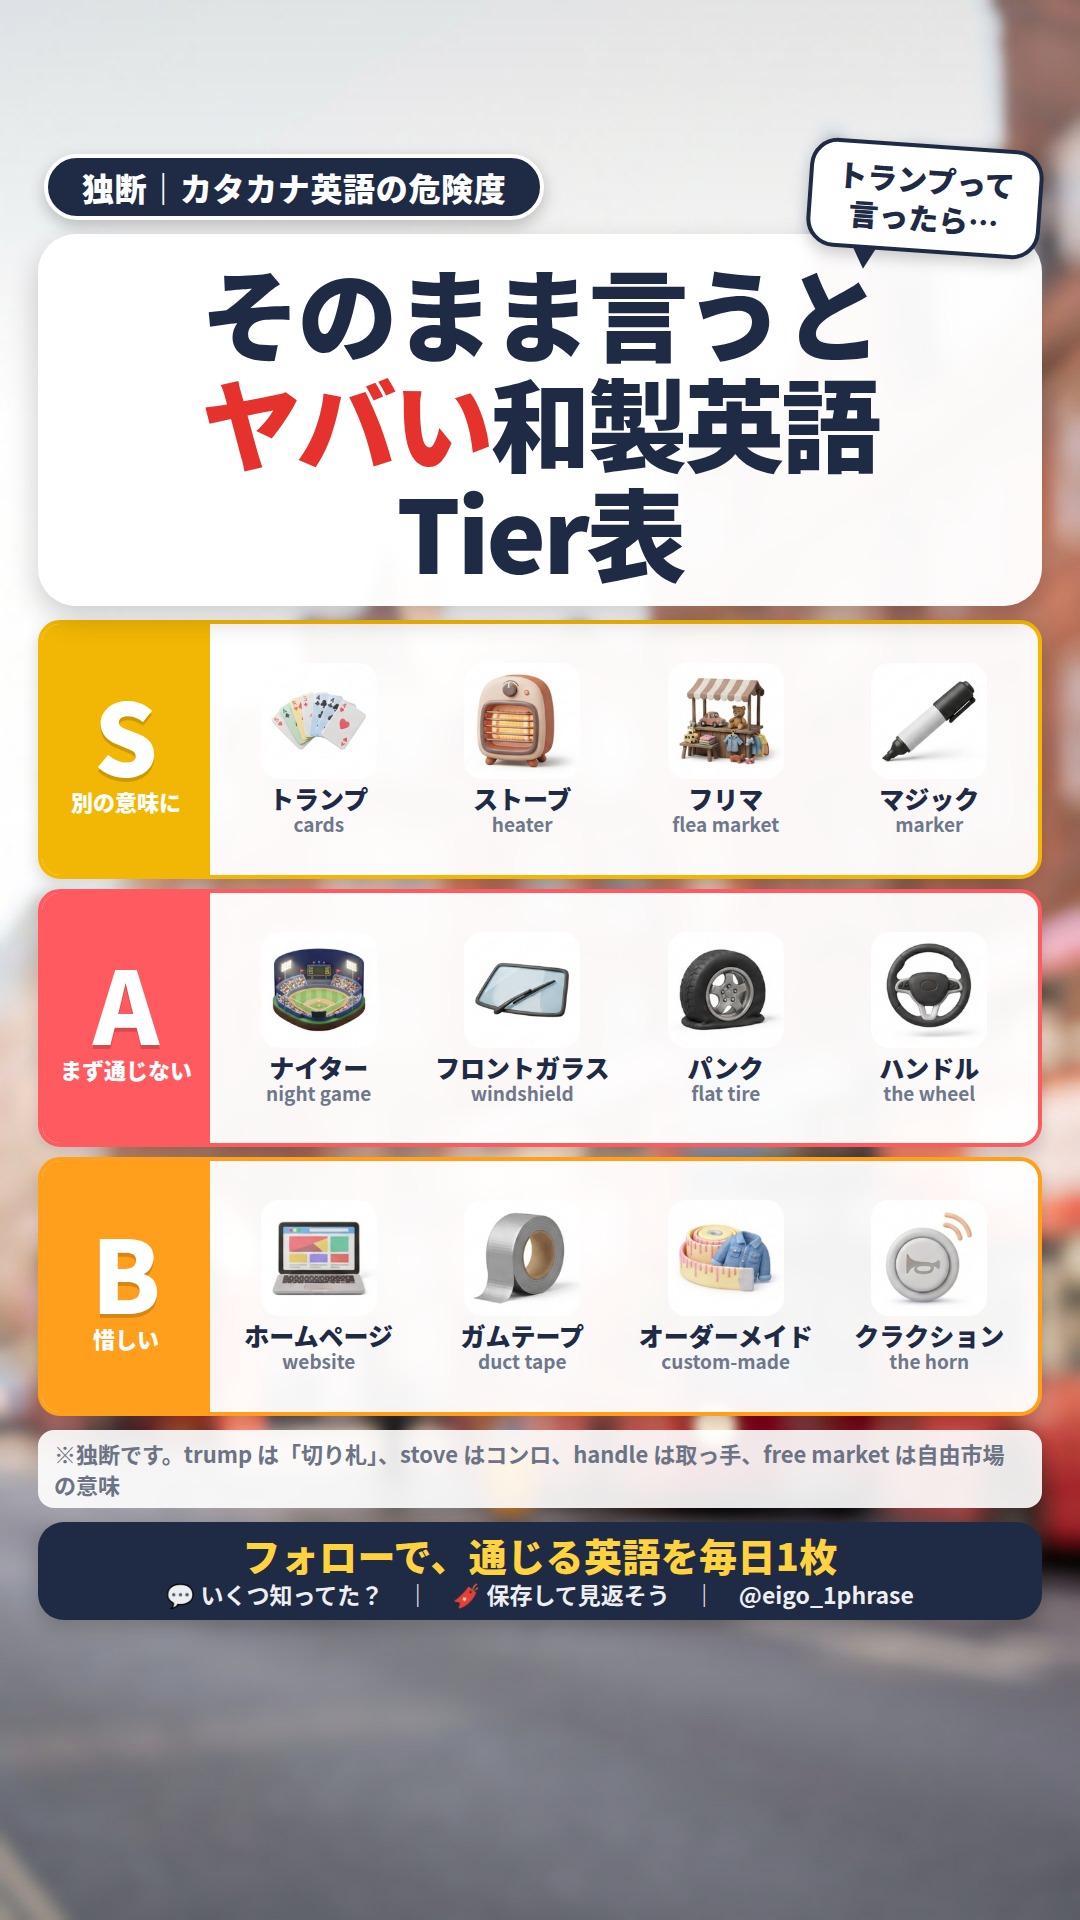 独断｜カタカナ英語の危険度
トランプって
言ったら…
そのまま言うと
ヤバい和製英語
Tier表
S
別の意味に
トランプ
cards
ストーブ
heater
フリマ
flea market
マジック
marker
A
まず通じない
ナイター
night game
フロントガラス
windshield
パンク
flat tire
ハンドル
the wheel
B
惜しい
ホームページ
website
ガムテープ
duct tape
オーダーメイド
custom-made
クラクション
the horn
※独断です。trump は「切り札」、stove はコンロ、handle は取っ手、free market は自由市場
の意味
フォローで、通じる英語を毎日1枚
💬 いくつ知ってた？ ｜ 🔖 保存して見返そう ｜ @eigo_1phrase